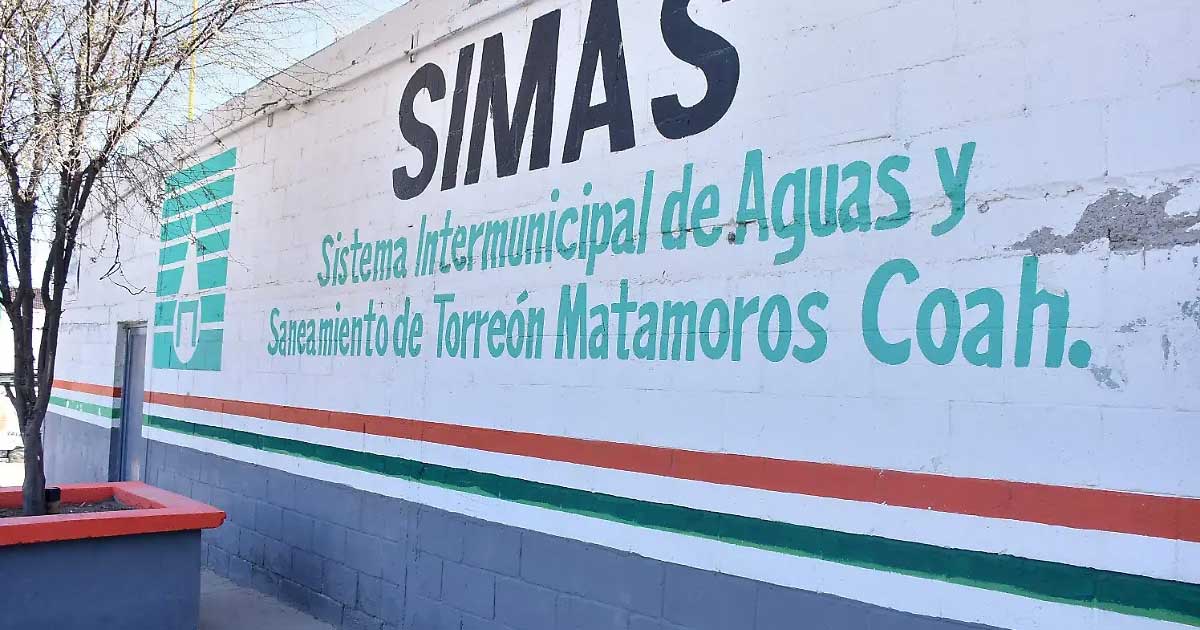 SIMAS
Sistema Intermunicipal de Aguas y
Saneamiento de Torreón Matamoros Coah.